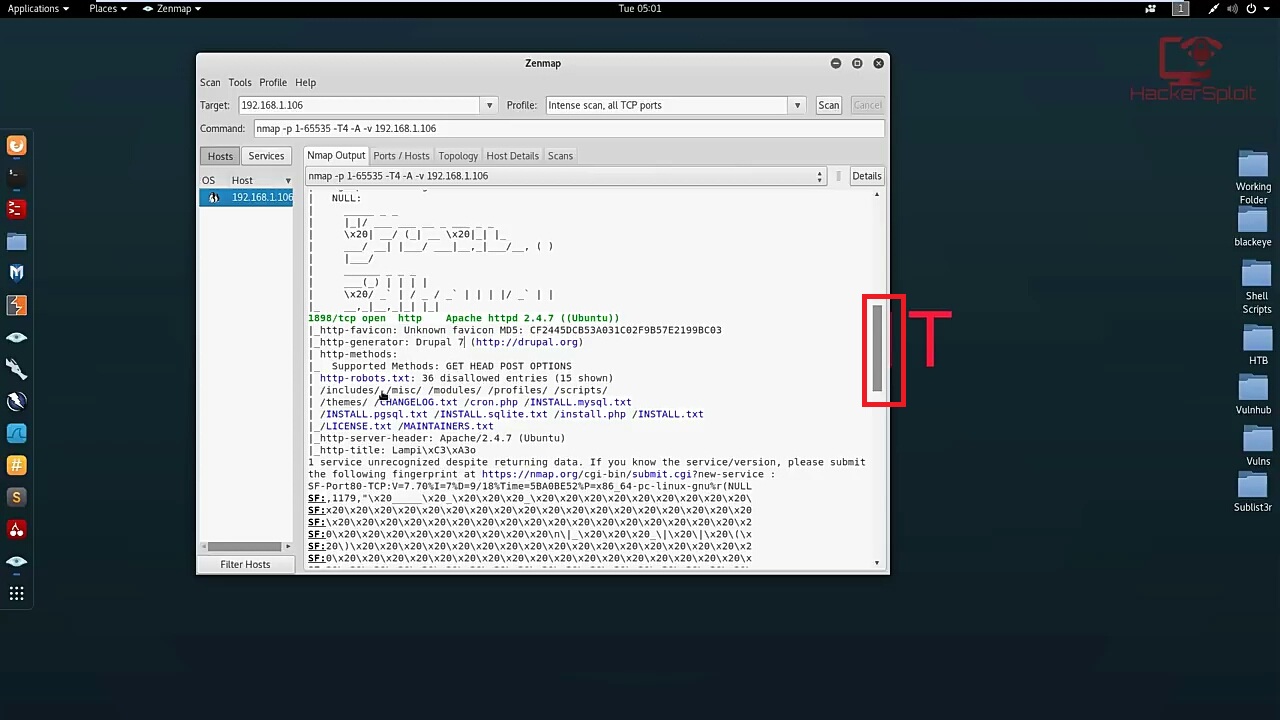 Applications
Places
Zenmap
Tue 05:01
1
HackerSploit
Zenmap
Scan Tools Profile Help
Target: 192.168.1.106
Profile: Intense scan, all TCP ports
Scan
Cancel
Command: nmap -p 1-65535 -T4 -A -v 192.168.1.106
Hosts
Services
Nmap Output
Ports / Hosts
Topology
Host Details
Scans
OS Host
192.168.1.106
nmap -p 1-65535 -T4 -A -v 192.168.1.106
Details
| NULL:
| _____ _ _
| |_|/ ___ ___ __ _ ___ _ _
| \x20| __/ (_| __ \x20|_| |_
| ___/ __| |___/ ___|__,_|___/__, ( )
| |___/
| ______ _ _ _
| ___(_) | | | |
| \x20/ _` | / _ / _` | | | |/ _` | |
|_ __,_|__,_|_| |_|
1898/tcp open http Apache httpd 2.4.7 ((Ubuntu))
|_http-favicon: Unknown favicon MD5: CF2445DCB53A031C02F9B57E2199BC03
|_http-generator: Drupal 7 (http://drupal.org)
| http-methods:
|_ Supported Methods: GET HEAD POST OPTIONS
| http-robots.txt: 36 disallowed entries (15 shown)
| /includes/ /misc/ /modules/ /profiles/ /scripts/
| /themes/ /CHANGELOG.txt /cron.php /INSTALL.mysql.txt
| /INSTALL.pgsql.txt /INSTALL.sqlite.txt /install.php /INSTALL.txt
|_/LICENSE.txt /MAINTAINERS.txt
|_http-server-header: Apache/2.4.7 (Ubuntu)
|_http-title: Lampi\xC3\xA3o
1 service unrecognized despite returning data. If you know the service/version, please submit
the following fingerprint at https://nmap.org/cgi-bin/submit.cgi?new-service :
SF-Port80-TCP:V=7.70%I=7%D=9/18%Time=5BA0BE52%P=x86_64-pc-linux-gnu%r(NULL
SF:,1179,"\x20_____\x20_\x20\x20\x20_\x20\x20\x20\x20\x20\x20\x20\x20\x20\
SF:x20\x20\x20\x20\x20\x20\x20\x20\x20\x20\x20\x20\x20\x20\x20\x20\x20\x20
SF:\x20\x20\x20\x20\x20\x20\x20\x20\x20\x20\x20\x20\x20\x20\x20\x20\x20\x2
SF:0\x20\x20\x20\x20\x20\x20\x20\x20\x20\n\|_\x20\x20\x20_\|\x20\|\x20\(\x
SF:20\)\x20\x20\x20\x20\x20\x20\x20\x20\x20\x20\x20\x20\x20\x20\x20\x20\x2
SF:0\x20\x20\x20\x20\x20\x20\x20\x20\x20\x20\x20\x20\x20\x20\x20\x20\x20\x
Filter Hosts
T
Working
Folder
blackeye
Shell
Scripts
HTB
Vulnhub
Vulns
Sublist3r